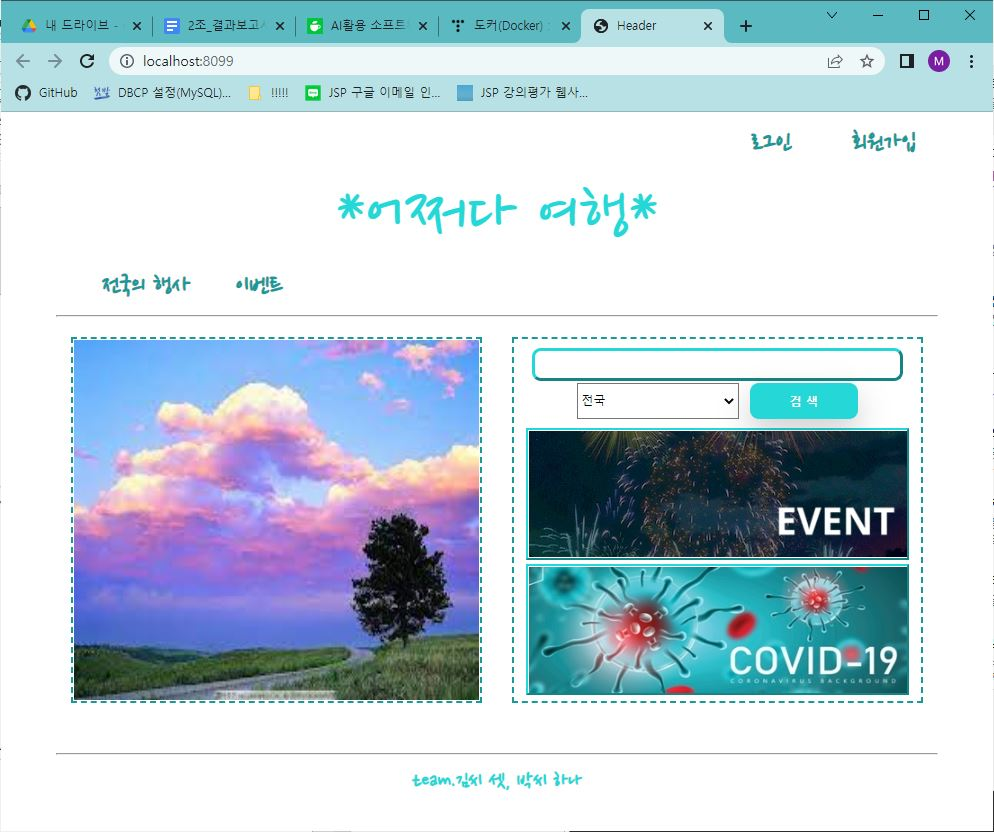 내 드라이브 -
2조_결과보고서
AI활용 소프트
도커(Docker) :
Header
localhost:8099
M
GitHub
DBCP 설정(MySQL)...
!!!!!
JSP 구글 이메일 인...
JSP 강의평가 웹사...
로그인
회원가입
*어쩌다 여행*
전국의 행사
이벤트
전국
검 색
EVENT
COVID-19
CORONAVIRUS BACKGROUND
team.김씨 셋, 박씨 하나